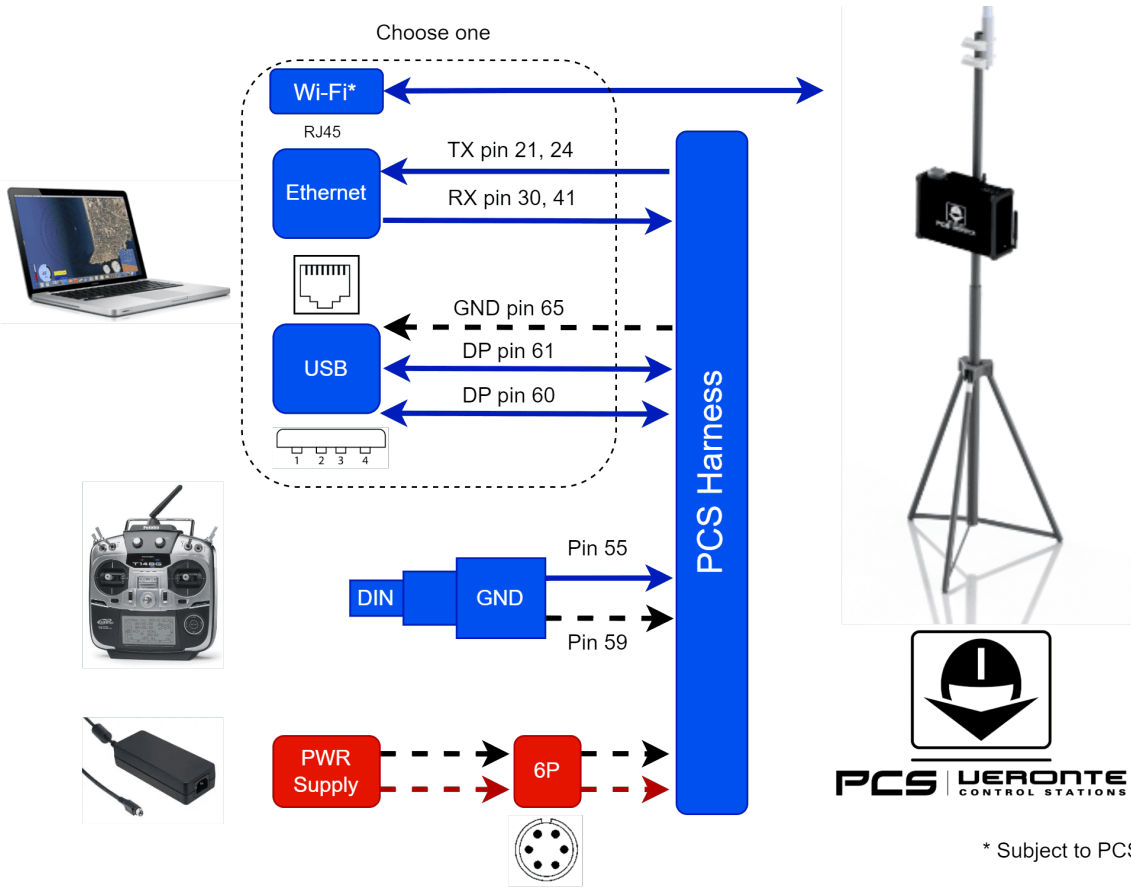 Choose one
Wi-Fi*
RJ45
Ethernet
TX pin 21, 24
RX pin 30, 41
GND pin 65
USB
DP pin 61
DP pin 60
1 2 3 4
PCS Harness
DIN
GND
Pin 55
Pin 59
PWR
Supply
6P
Futaba
T14SG
PCS
VERONTE
CONTROL STATIONS
* Subject to PCS